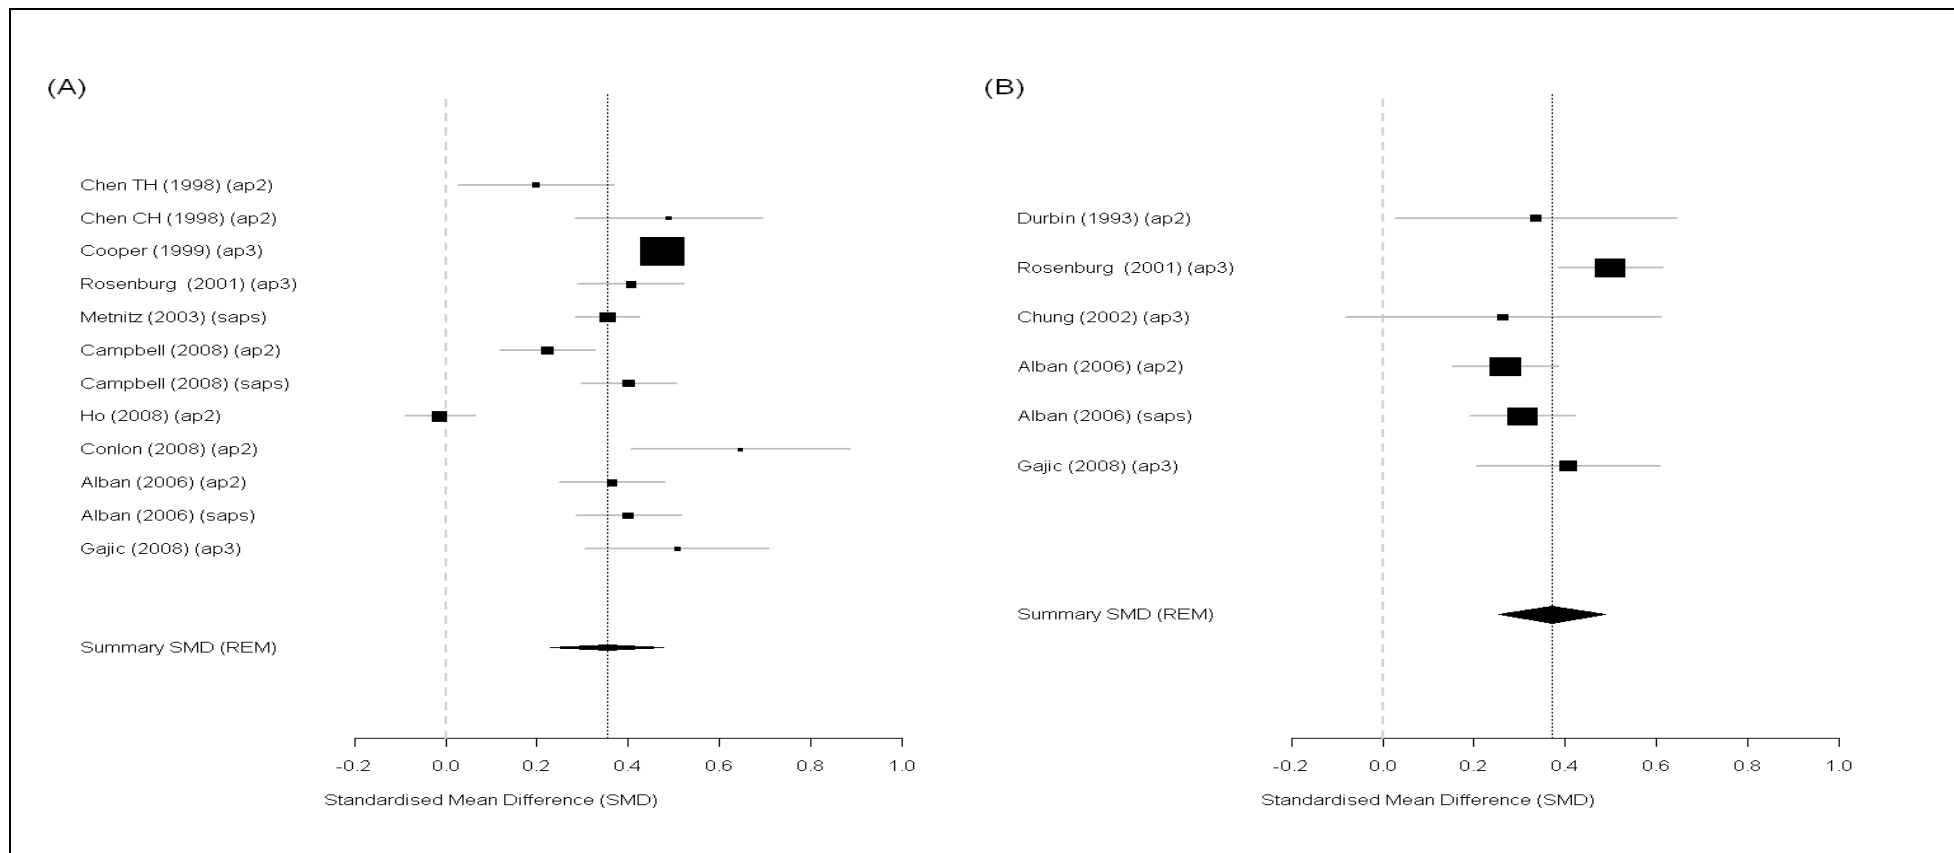 (A)
Chen TH (1998) (ap2)
Chen CH (1998) (ap2)
Cooper (1999) (ap3)
Rosenburg (2001) (ap3)
Metnitz (2003) (saps)
Campbell (2008) (ap2)
Campbell (2008) (saps)
Ho (2008) (ap2)
Conlon (2008) (ap2)
Alban (2006) (ap2)
Alban (2006) (saps)
Gajic (2008) (ap3)
Summary SMD (REM)
-0.2 0.0 0.2 0.4 0.6 0.8 1.0
Standardised Mean Difference (SMD)
(B)
Durbin (1993) (ap2)
Rosenburg (2001) (ap3)
Chung (2002) (ap3)
Alban (2006) (ap2)
Alban (2006) (saps)
Gajic (2008) (ap3)
Summary SMD (REM)
-0.2 0.0 0.2 0.4 0.6 0.8 1.0
Standardised Mean Difference (SMD)